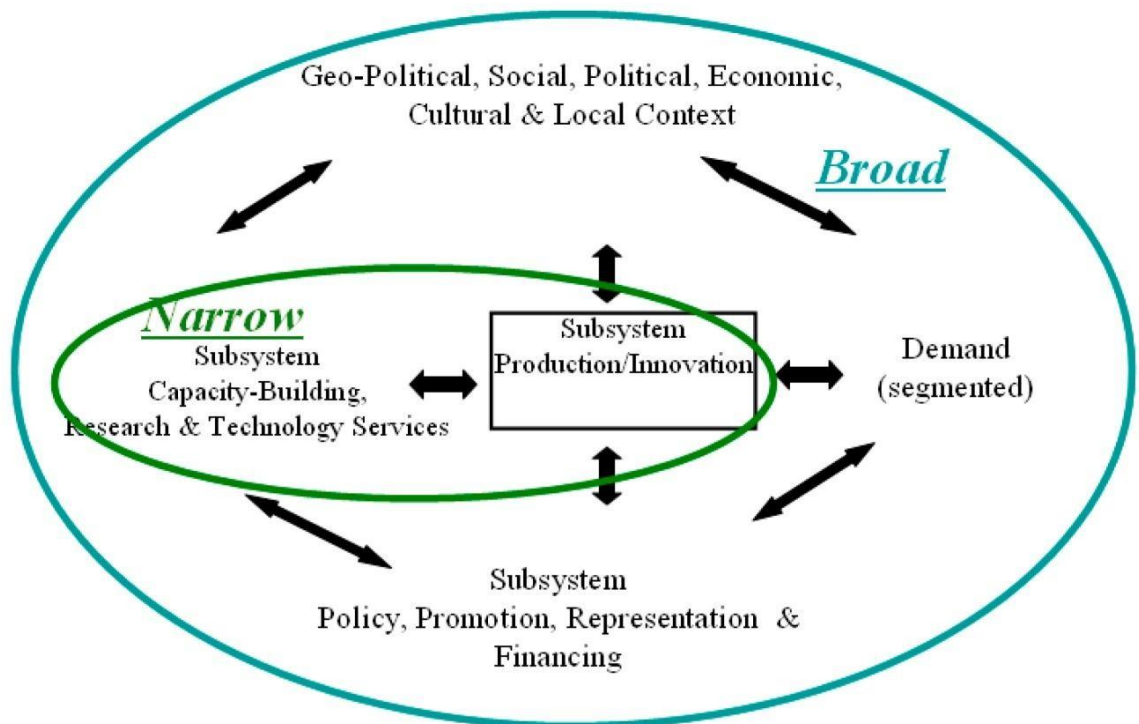 Geo-Political, Social, Political, Economic,
Cultural & Local Context
Broad
Narrow
Subsystem
Capacity-Building,
Research & Technology Services
Subsystem
Production/Innovation
Demand
(segmented)
Subsystem
Policy, Promotion, Representation &
Financing